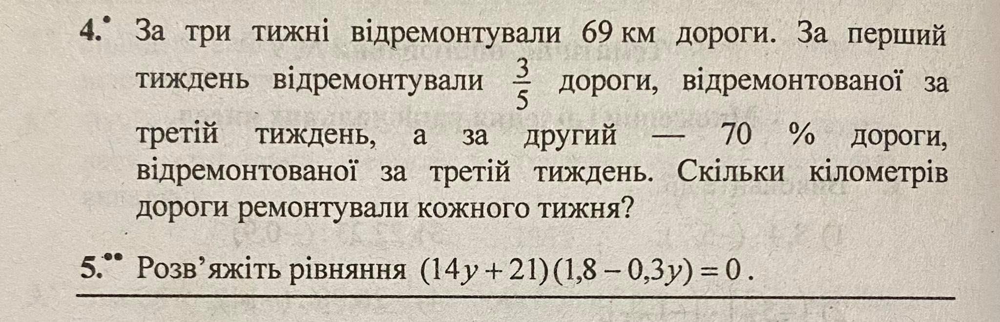 4.• За три тижні відремонтували 69 км дороги. За перший
тиждень відремонтували 3/5 дороги, відремонтованої за
третій тиждень, а за другий — 70 % дороги,
відремонтованої за третій тиждень. Скільки кілометрів
дороги ремонтували кожного тижня?
5.•• Розв’яжіть рівняння (14y + 21)(1,8 – 0,3y) = 0.